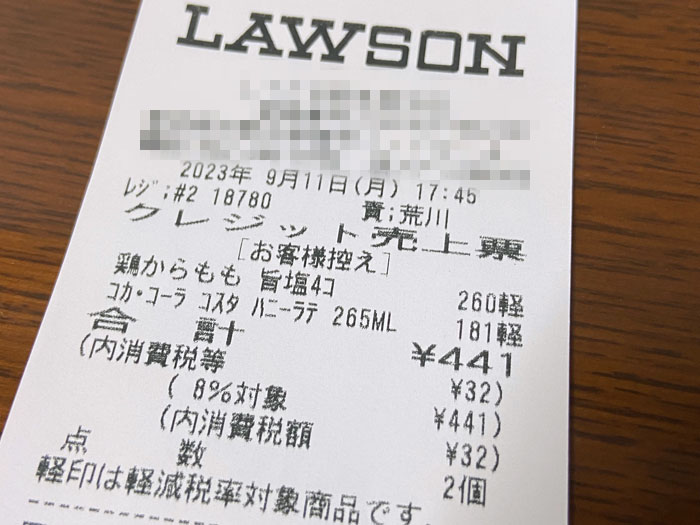 LAWSON
2023年 9月11日(月) 17:45
レジ;#2 18780 責;荒川
クレジット売上票
[お客様控え]
鶏からもも 旨塩4コ 260軽
コカ・コーラ コスタ ハニーラテ 265ML 181軽
合 計 ¥441
(内消費税等 ¥32)
( 8%対象 ¥441)
(内消費税額 ¥32)
点 数 2個
軽印は軽減税率対象商品です。